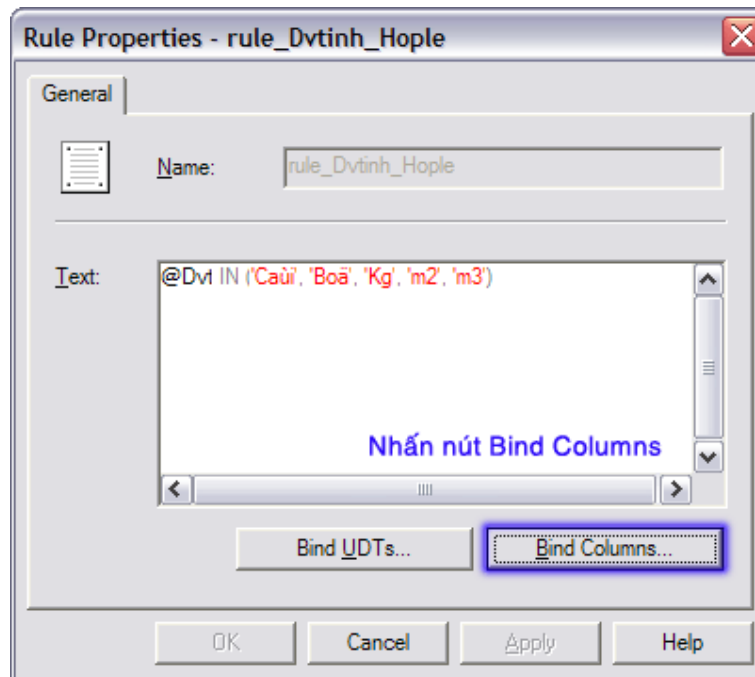 Rule Properties - rule_Dvtinh_Hople
General
Name: rule_Dvtinh_Hople
Text: @Dvt IN ('Caùi', 'Boä', 'Kg', 'm2', 'm3')
Nhấn nút Bind Columns
Bind UDTs... Bind Columns...
OK Cancel Apply Help